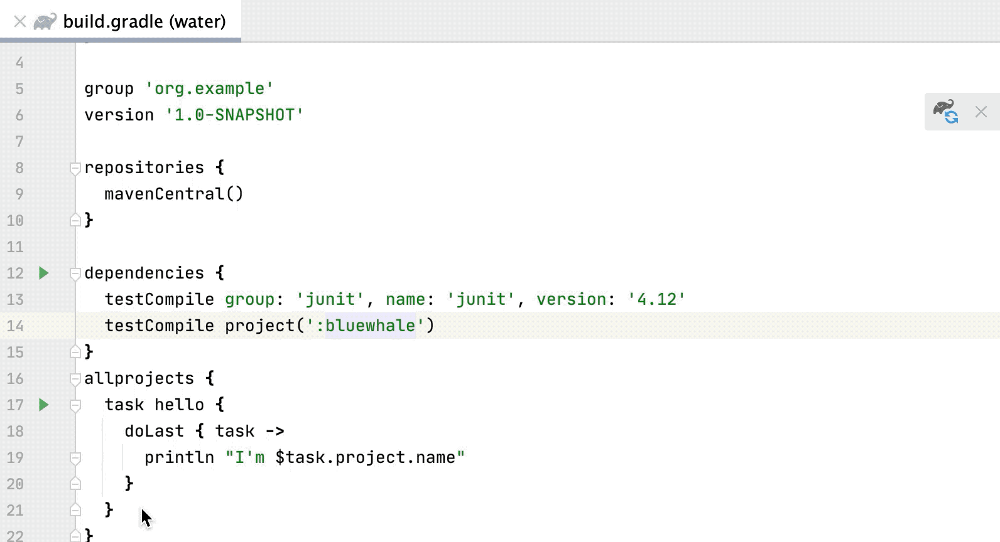 build.gradle (water)
4
5 group 'org.example'
6 version '1.0-SNAPSHOT'
7
8 repositories {
9 mavenCentral()
10 }
11
12 dependencies {
13 testCompile group: 'junit', name: 'junit', version: '4.12'
14 testCompile project(':bluewhale')
15 }
16 allprojects {
17 task hello {
18 doLast { task ->
19 println "I'm $task.project.name"
20 }
21 }
22 }